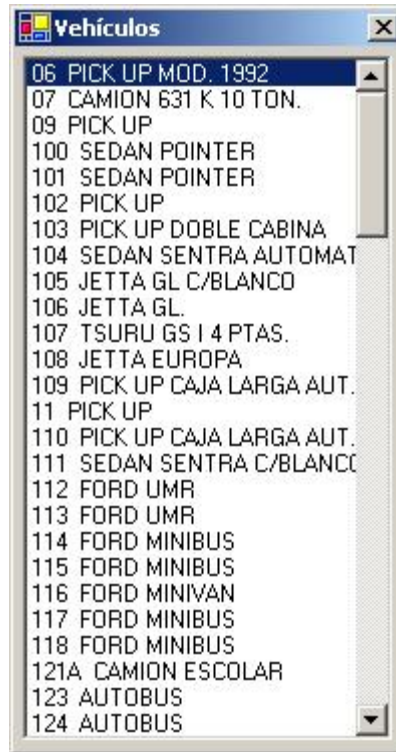 Vehículos
06 PICK UP MOD. 1992
07 CAMION 631 K 10 TON.
09 PICK UP
100 SEDAN POINTER
101 SEDAN POINTER
102 PICK UP
103 PICK UP DOBLE CABINA
104 SEDAN SENTRA AUTOMAT
105 JETTA GL C/BLANCO
106 JETTA GL.
107 TSURU GS I 4 PTAS.
108 JETTA EUROPA
109 PICK UP CAJA LARGA AUT.
11 PICK UP
110 PICK UP CAJA LARGA AUT.
111 SEDAN SENTRA C/BLANCO
112 FORD UMR
113 FORD UMR
114 FORD MINIBUS
115 FORD MINIBUS
116 FORD MINIVAN
117 FORD MINIBUS
118 FORD MINIBUS
121A CAMION ESCOLAR
123 AUTOBUS
124 AUTOBUS